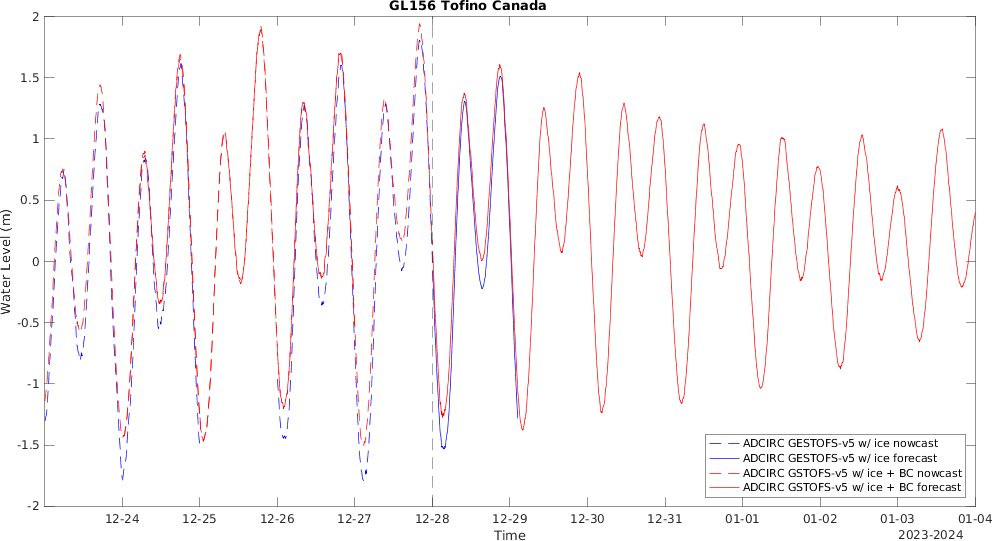 GL156 Tofino Canada
2
1.5
1
0.5
0
-0.5
-1
-1.5
-2
Water Level (m)
12-24 12-25 12-26 12-27 12-28 12-29 12-30 12-31 01-01 01-02 01-03 01-04
Time
2023-2024
ADCIRC GESTOFS-v5 w/ ice nowcast
ADCIRC GESTOFS-v5 w/ ice forecast
ADCIRC GSTOFS-v5 w/ ice + BC nowcast
ADCIRC GSTOFS-v5 w/ ice + BC forecast